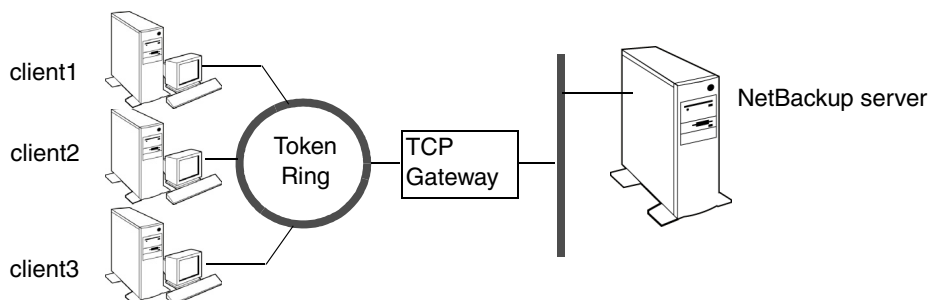 client1
client2
client3
Token
Ring
TCP
Gateway
NetBackup server